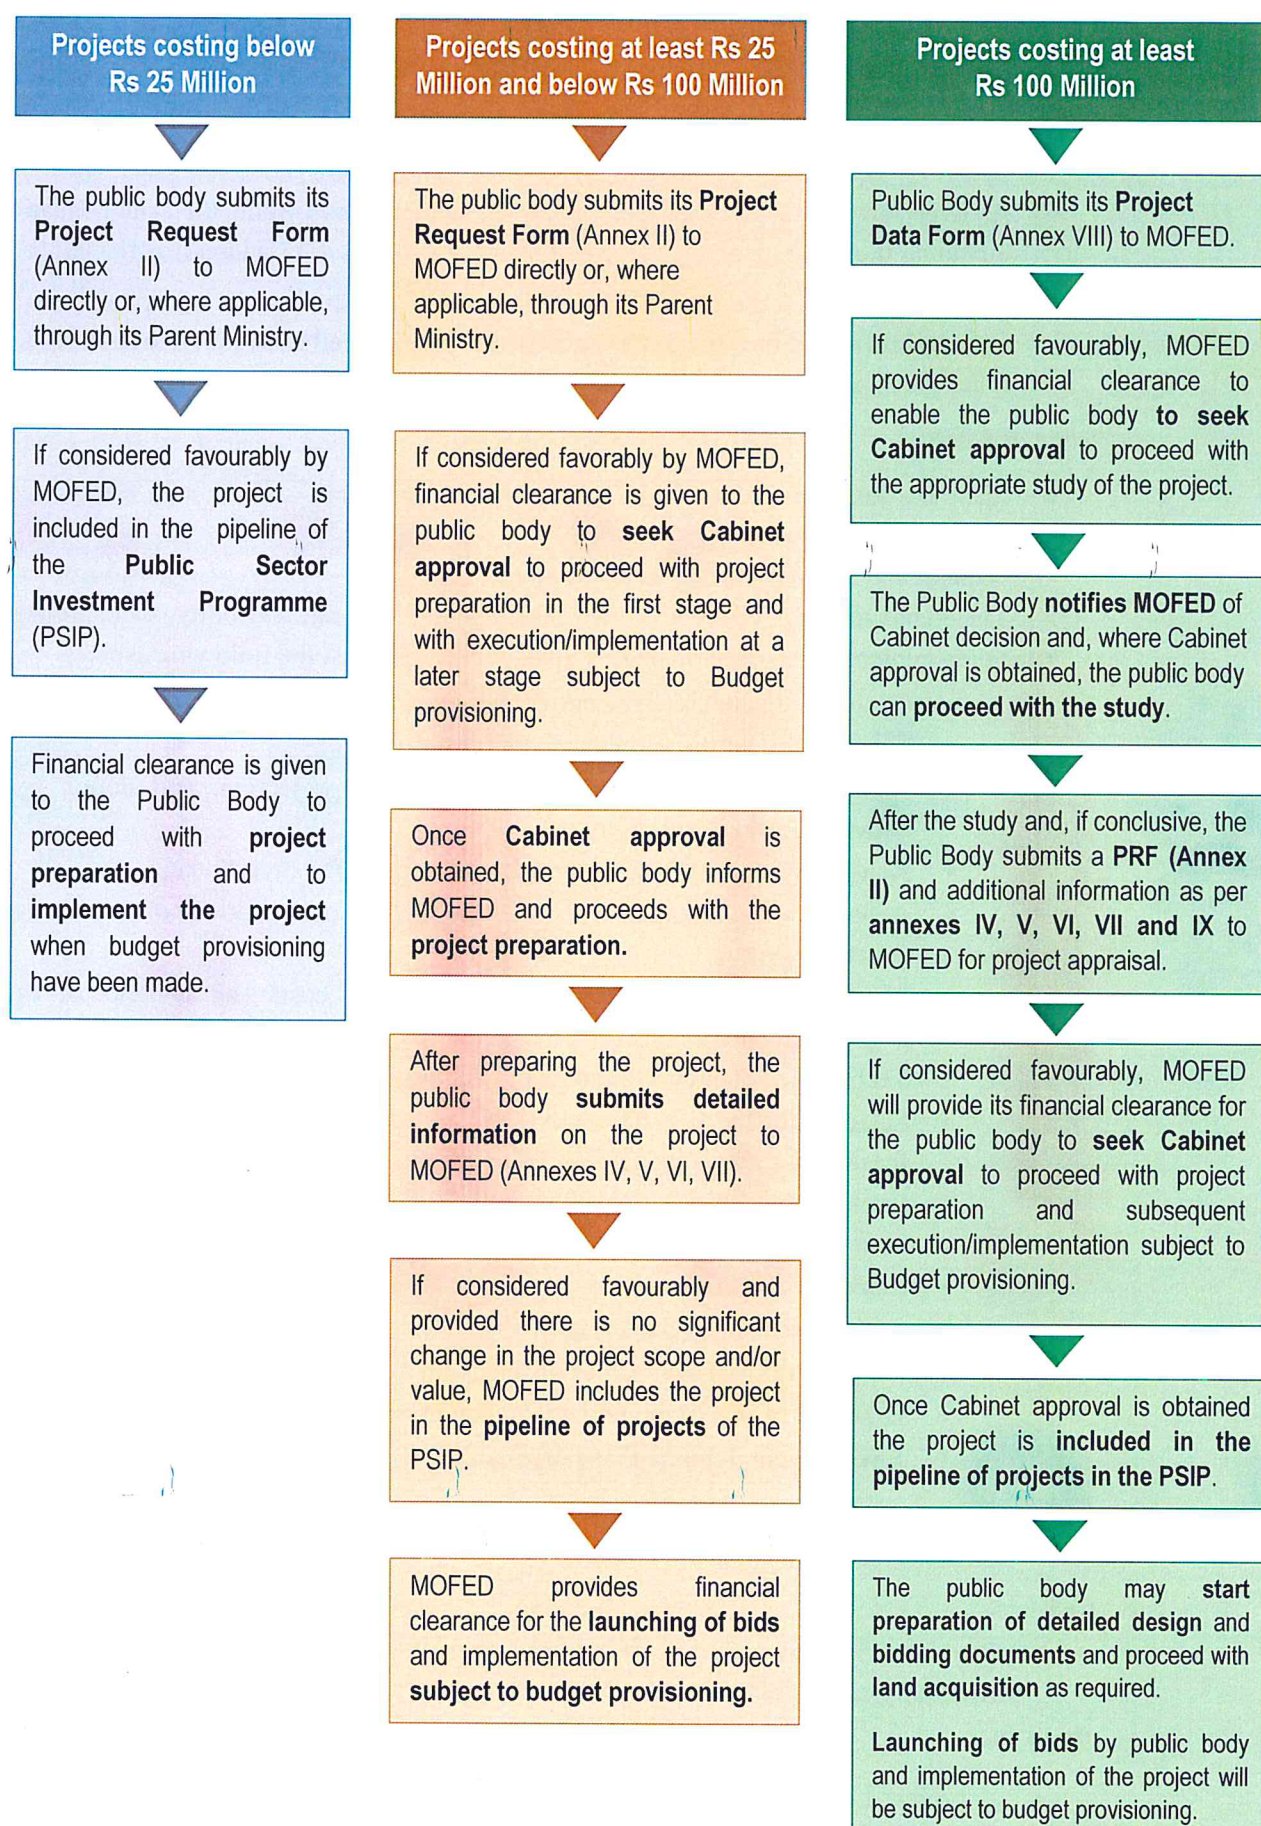 Projects costing below
Rs 25 Million
The public body submits its
Project Request Form
(Annex II) to MOFED
directly or, where applicable,
through its Parent Ministry.
If considered favourably by
MOFED, the project is
included in the pipeline of
the Public Sector
Investment Programme
(PSIP).
Financial clearance is given
to the Public Body to
proceed with project
preparation and to
implement the project
when budget provisioning
have been made.
Projects costing at least Rs 25
Million and below Rs 100 Million
The public body submits its Project
Request Form (Annex II) to
MOFED directly or, where
applicable, through its Parent
Ministry.
If considered favorably by MOFED,
financial clearance is given to the
public body to seek Cabinet
approval to proceed with project
preparation in the first stage and
with execution/implementation at a
later stage subject to Budget
provisioning.
Once Cabinet approval is
obtained, the public body informs
MOFED and proceeds with the
project preparation.
After preparing the project, the
public body submits detailed
information on the project to
MOFED (Annexes IV, V, VI, VII).
If considered favourably and
provided there is no significant
change in the project scope and/or
value, MOFED includes the project
in the pipeline of projects of the
PSIP.
MOFED provides financial
clearance for the launching of bids
and implementation of the project
subject to budget provisioning.
Projects costing at least
Rs 100 Million
Public Body submits its Project
Data Form (Annex VIII) to MOFED.
If considered favourably, MOFED
provides financial clearance to
enable the public body to seek
Cabinet approval to proceed with
the appropriate study of the project.
The Public Body notifies MOFED of
Cabinet decision and, where Cabinet
approval is obtained, the public body
can proceed with the study.
After the study and, if conclusive, the
Public Body submits a PRF (Annex
II) and additional information as per
annexes IV, V, VI, VII and IX to
MOFED for project appraisal.
If considered favourably, MOFED
will provide its financial clearance for
the public body to seek Cabinet
approval to proceed with project
preparation and subsequent
execution/implementation subject to
Budget provisioning.
Once Cabinet approval is obtained
the project is included in the
pipeline of projects in the PSIP.
The public body may start
preparation of detailed design and
bidding documents and proceed with
land acquisition as required.
Launching of bids by public body
and implementation of the project will
be subject to budget provisioning.